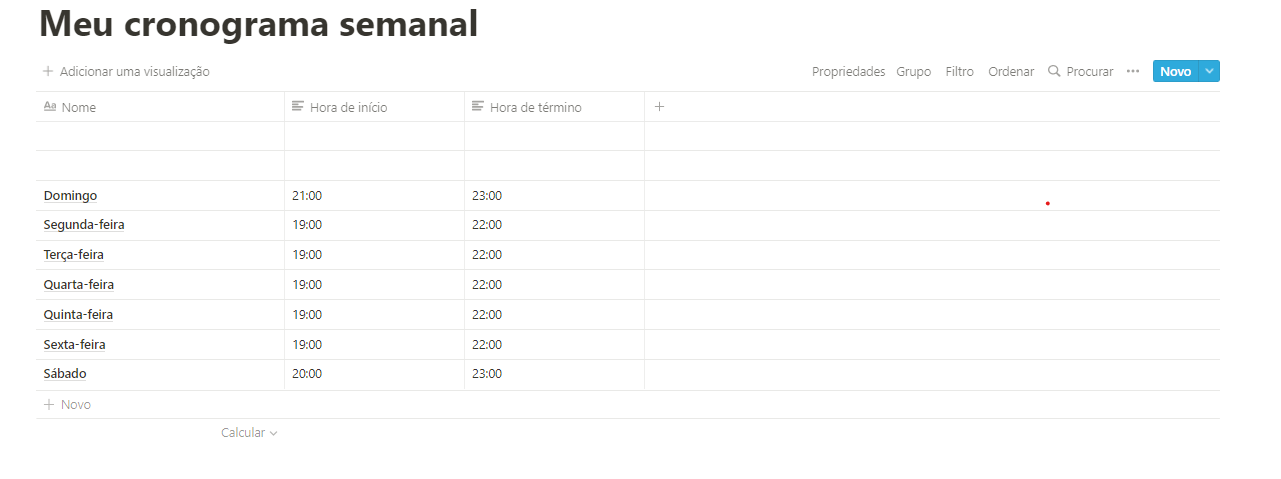 Meu cronograma semanal
Adicionar uma visualização Propriedades Grupo Filtro Ordenar Procurar ••• Novo
Aa Nome Hora de início Hora de término
Domingo 21:00 23:00
Segunda-feira 19:00 22:00
Terça-feira 19:00 22:00
Quarta-feira 19:00 22:00
Quinta-feira 19:00 22:00
Sexta-feira 19:00 22:00
Sábado 20:00 23:00
+ Novo
Calcular